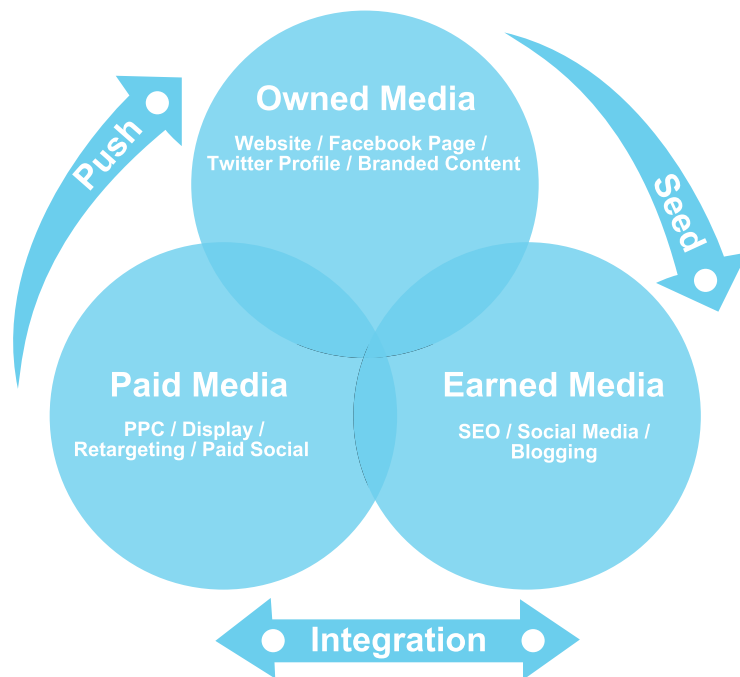 Owned Media
Website / Facebook Page /
Twitter Profile / Branded Content
Push
Seed
Paid Media
PPC / Display /
Retargeting / Paid Social
Earned Media
SEO / Social Media /
Blogging
Integration